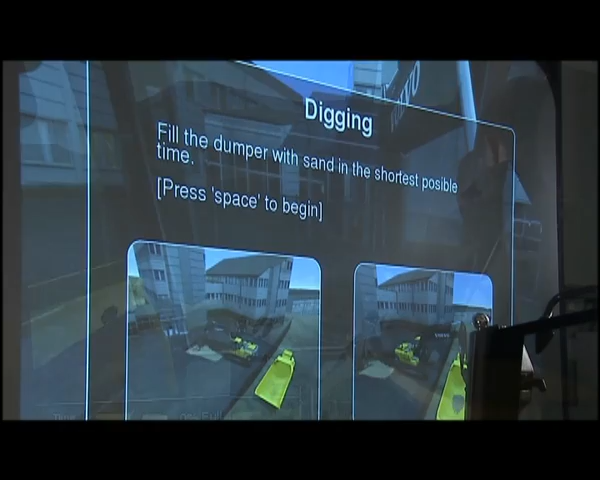 Digging
Fill the dumper with sand in the shortest posible
time.
[Press 'space' to begin]